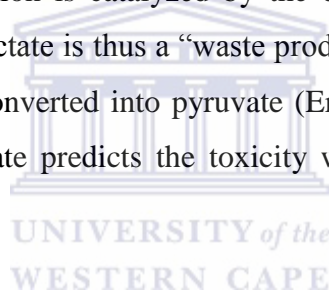 ion is catalyzed by the
ctate is thus a “waste prod
onverted into pyruvate (Er
ate predicts the toxicity v
UNIVERSITY of the
WESTERN CAPE